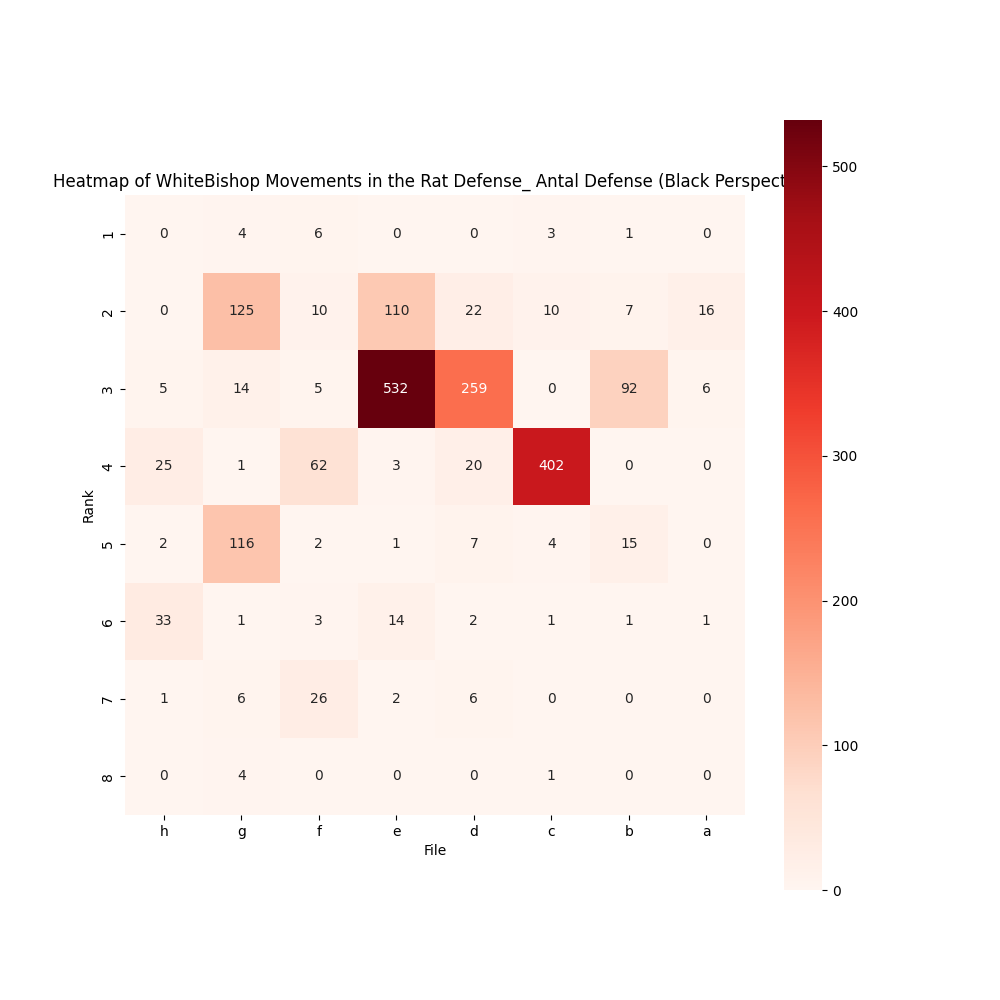 Heatmap of WhiteBishop Movements in the Rat Defense_ Antal Defense (Black Perspect
1 0 4 6 0 0 3 1 0
2 0 125 10 110 22 10 7 16
3 5 14 5 532 259 0 92 6
4 25 1 62 3 20 402 0 0
5 2 116 2 1 7 4 15 0
6 33 1 3 14 2 1 1 1
7 1 6 26 2 6 0 0 0
8 0 4 0 0 0 1 0 0
h g f e d c b a
Rank
File
500
400
300
200
100
0